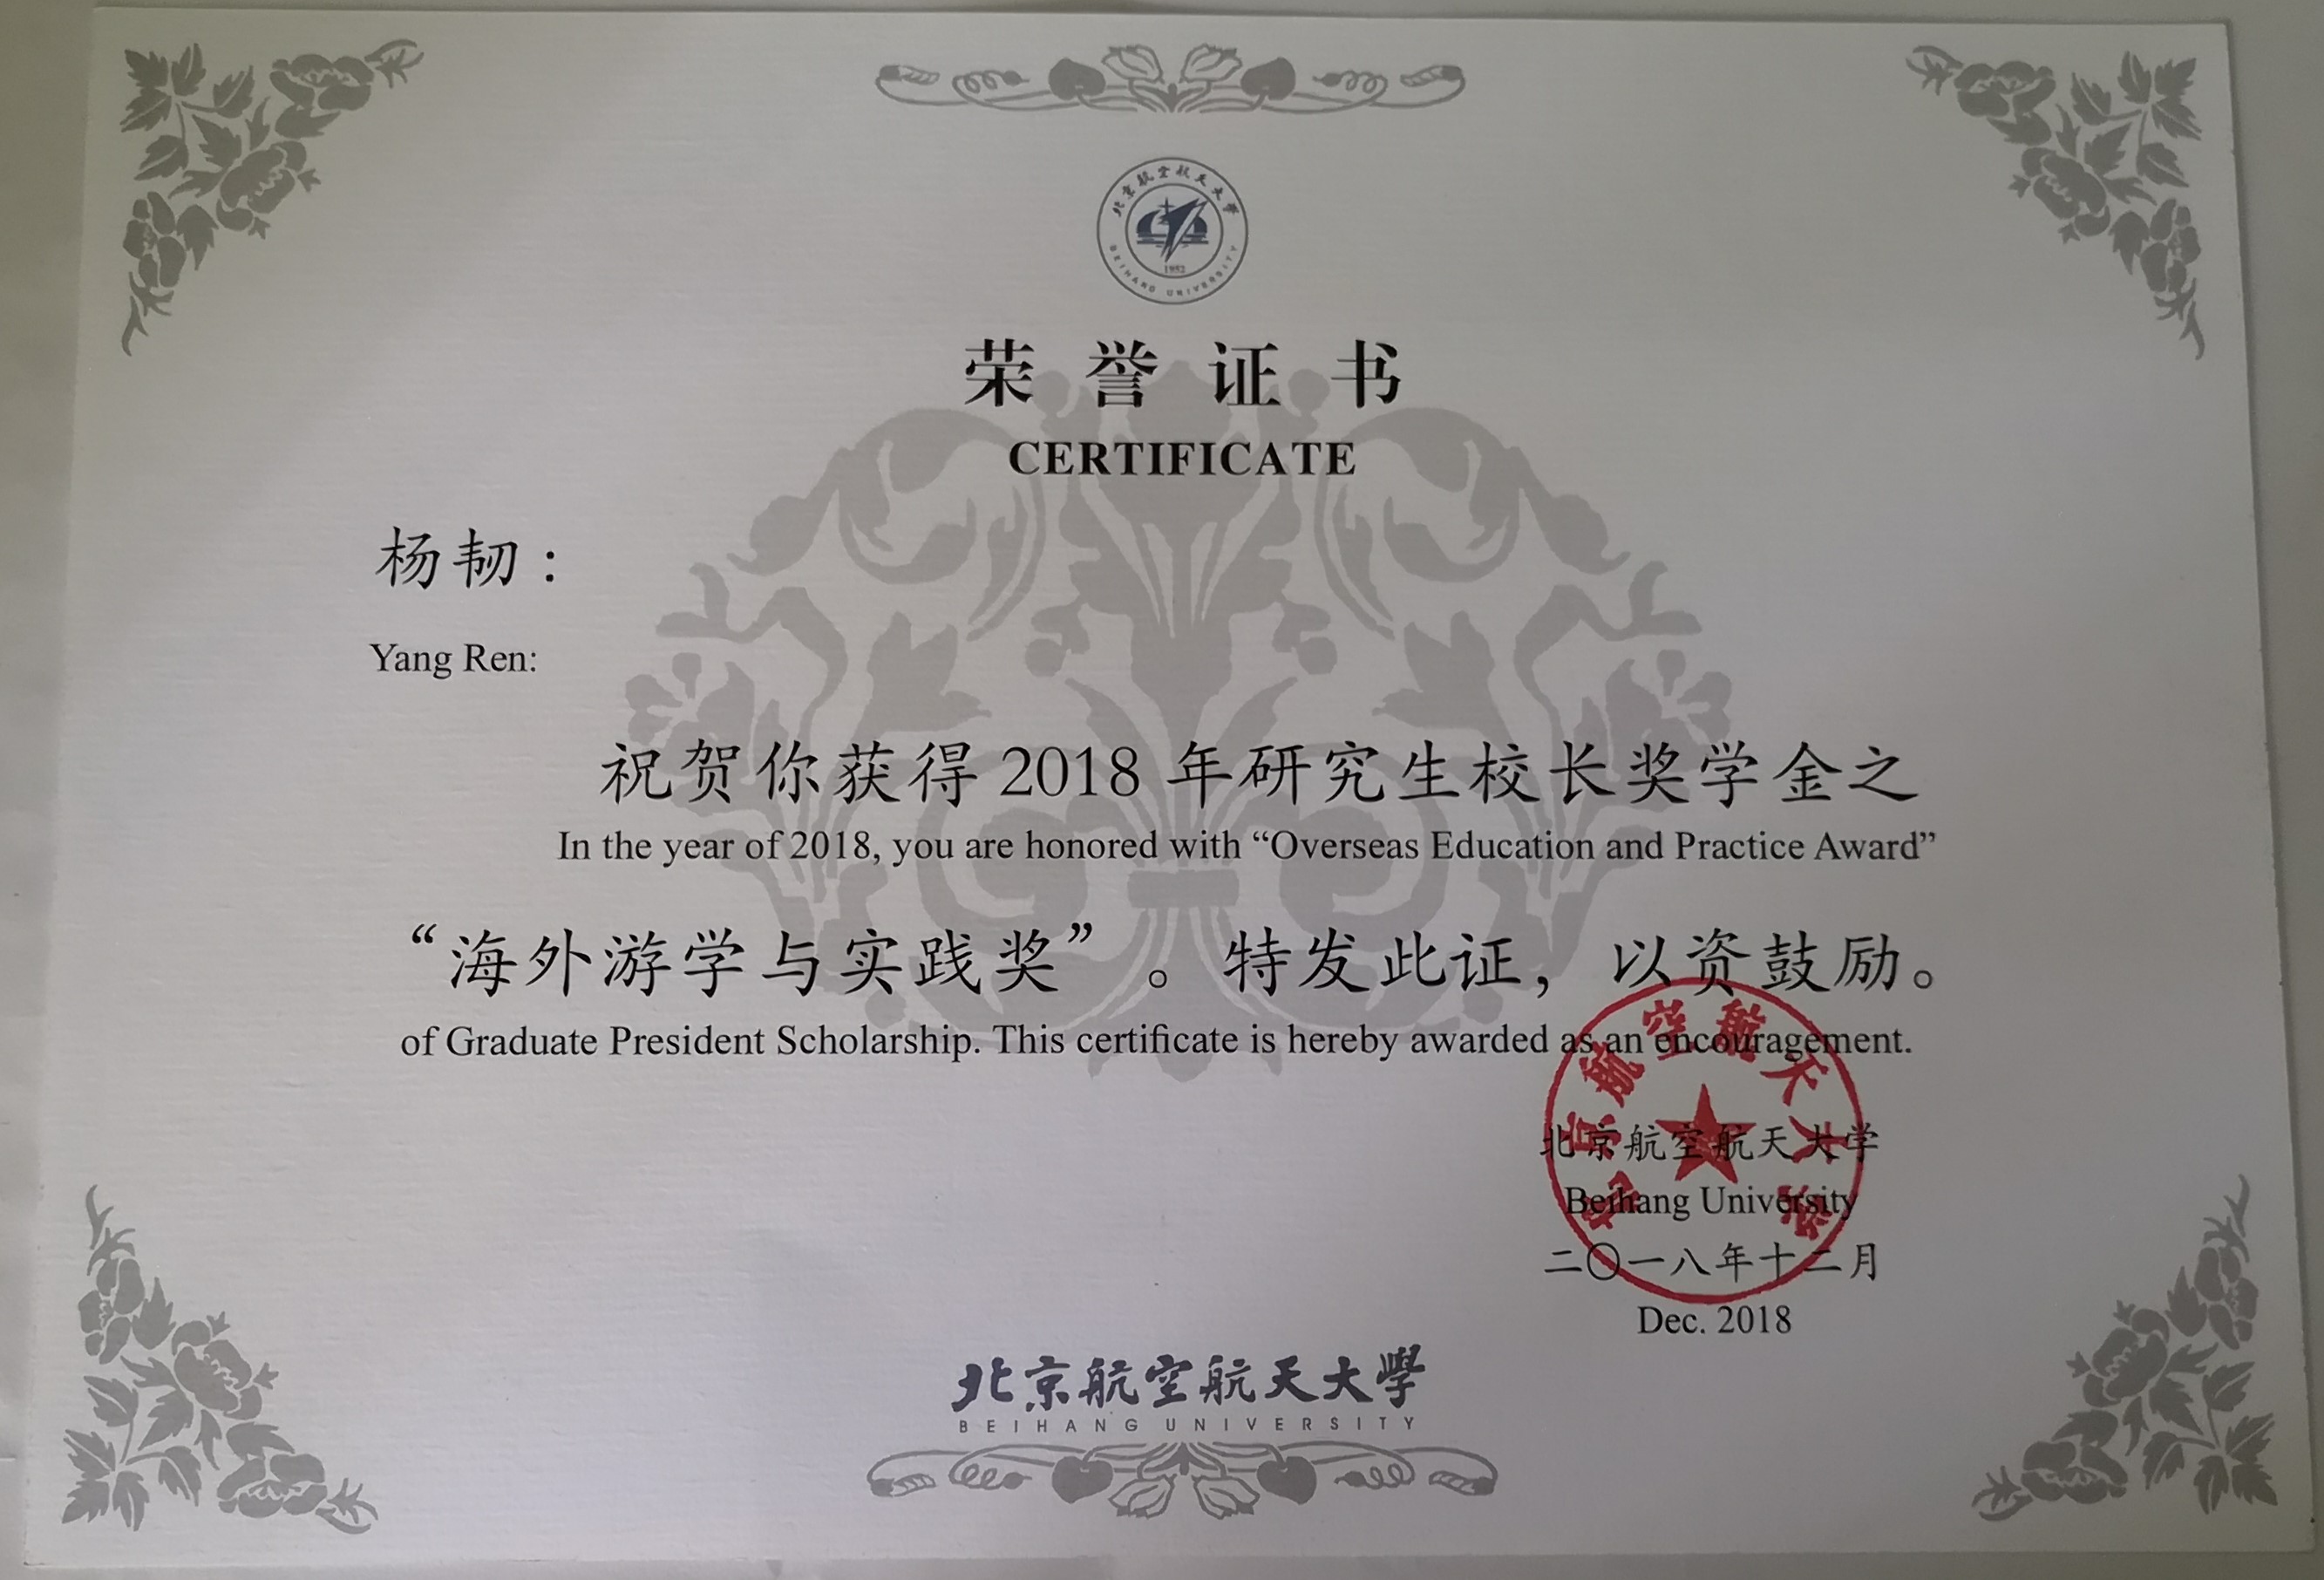 北京航空航天大学
1952
BEIHANG UNIVERSITY
荣誉证书
CERTIFICATE
杨韧：
Yang Ren:
祝贺你获得 2018 年研究生校长奖学金之
In the year of 2018, you are honored with “Overseas Education and Practice Award”
“海外游学与实践奖”。特发此证，以资鼓励。
of Graduate President Scholarship. This certificate is hereby awarded as an encouragement.
北京航空航天大学
北京航空航天大学
Beihang University
二〇一八年十二月
Dec. 2018
北京航空航天大學
BEIHANG UNIVERSITY